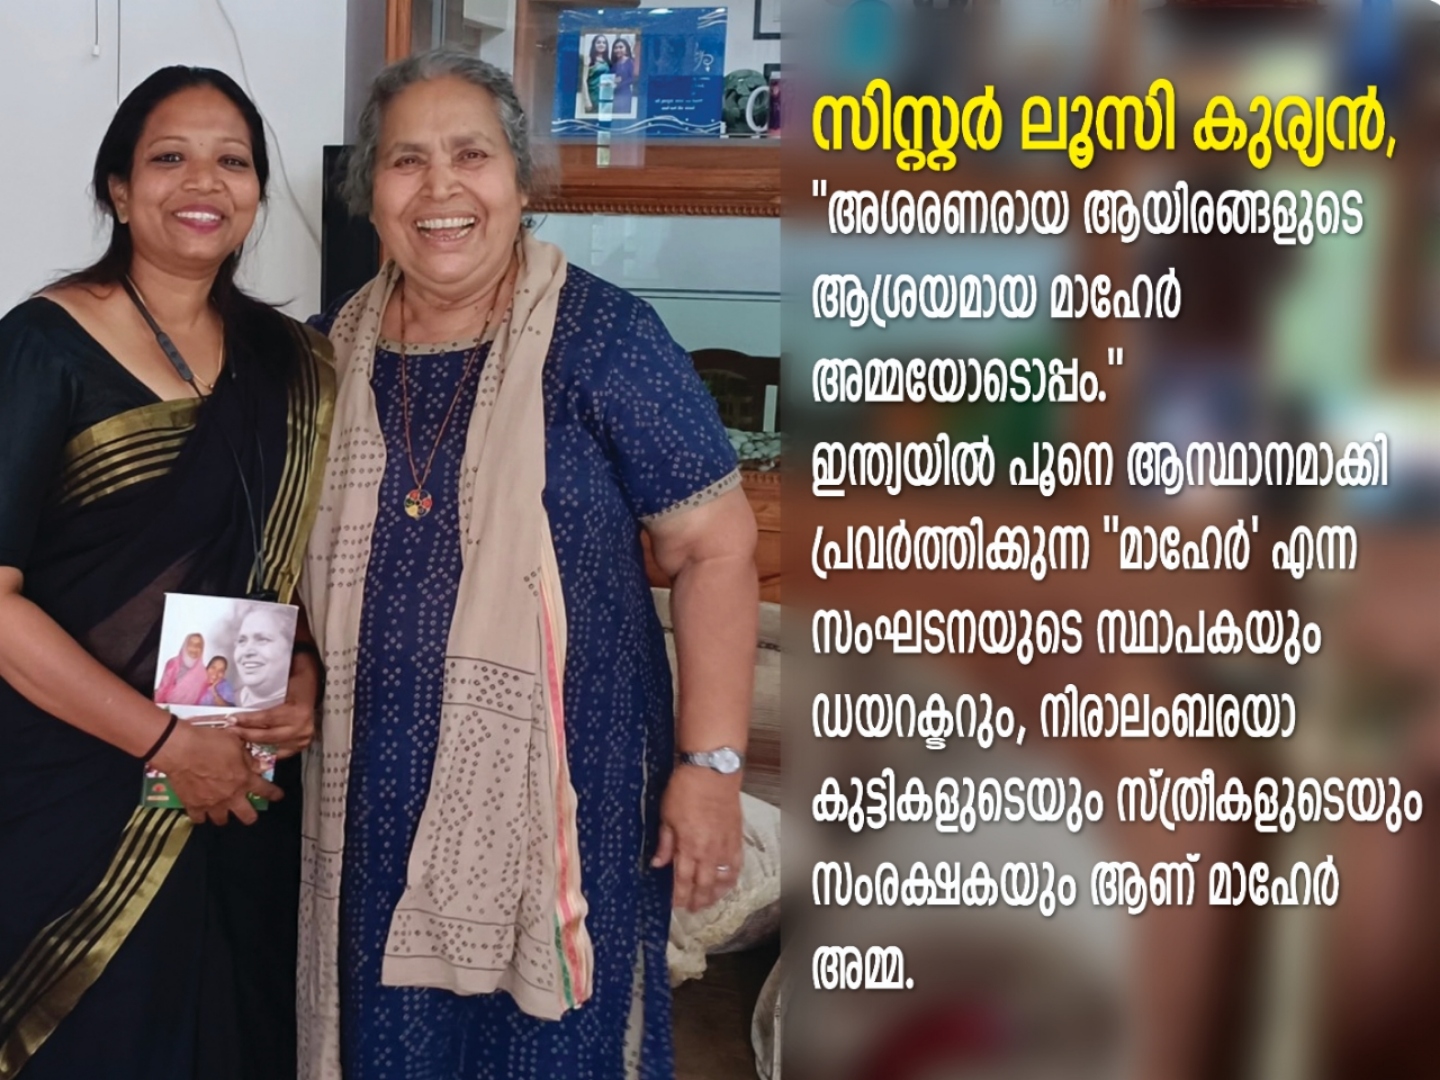 സിസ്റ്റർ ലൂസി കുര്യൻ,
"അശരണരായ ആയിരങ്ങളുടെ
ആശ്രയമായ മാഹേർ
അമ്മയോടൊപ്പം."
ഇന്ത്യയിൽ പൂനെ ആസ്ഥാനമാക്കി
പ്രവർത്തിക്കുന്ന "മാഹേർ' എന്ന
സംഘടനയുടെ സ്ഥാപകയും
ഡയറക്ടറും, നിരാലംബരയാ
കുട്ടികളുടെയും സ്ത്രീകളുടെയും
സംരക്ഷകയും ആണ് മാഹേർ
അമ്മ.